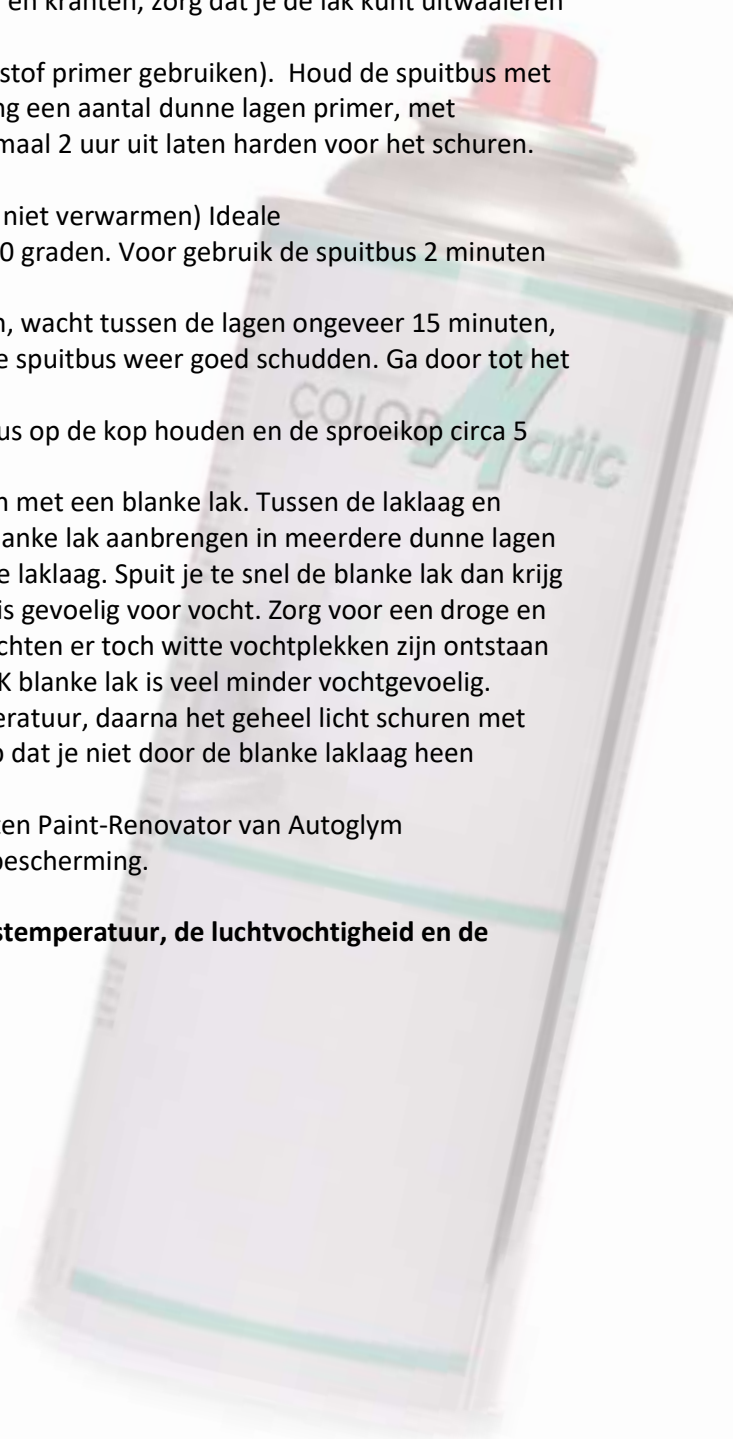 en kranten, zorg dat je de lak kunt uitwaaieren
stof primer gebruiken). Houd de spuitbus met
ng een aantal dunne lagen primer, met
maal 2 uur uit laten harden voor het schuren.
niet verwarmen) Ideale
0 graden. Voor gebruik de spuitbus 2 minuten
n, wacht tussen de lagen ongeveer 15 minuten,
e spuitbus weer goed schudden. Ga door tot het
COLOR Matic
us op de kop houden en de sproeikop circa 5
n met een blanke lak. Tussen de laklaag en
lanke lak aanbrengen in meerdere dunne lagen
e laklaag. Spuit je te snel de blanke lak dan krijg
is gevoelig voor vocht. Zorg voor een droge en
chten er toch witte vochtplekken zijn ontstaan
K blanke lak is veel minder vochtgevoelig.
eratuur, daarna het geheel licht schuren met
p dat je niet door de blanke laklaag heen
ten Paint-Renovator van Autoglym
bescherming.
stemperatuur, de luchtvochtigheid en de